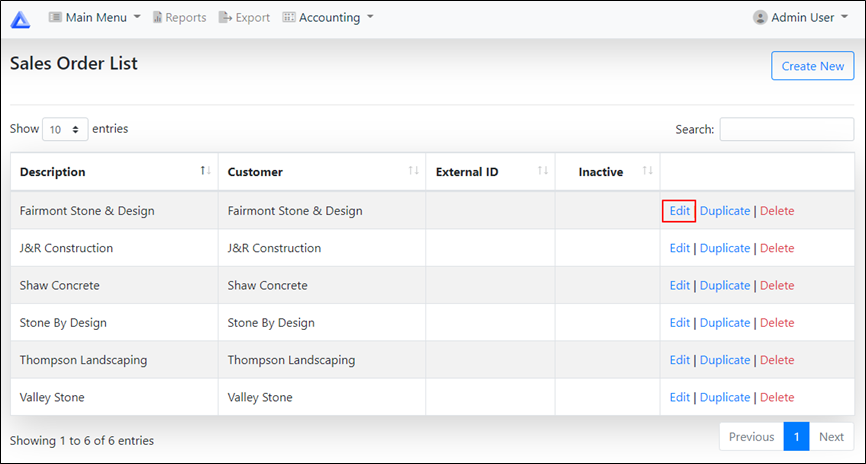 Main Menu Reports Export Accounting Admin User
Sales Order List
Create New
Show 10 entries Search:
Description Customer External ID Inactive
Fairmont Stone & Design Fairmont Stone & Design Edit Duplicate | Delete
J&R Construction J&R Construction Edit | Duplicate | Delete
Shaw Concrete Shaw Concrete Edit | Duplicate | Delete
Stone By Design Stone By Design Edit | Duplicate | Delete
Thompson Landscaping Thompson Landscaping Edit | Duplicate | Delete
Valley Stone Valley Stone Edit | Duplicate | Delete
Showing 1 to 6 of 6 entries Previous 1 Next